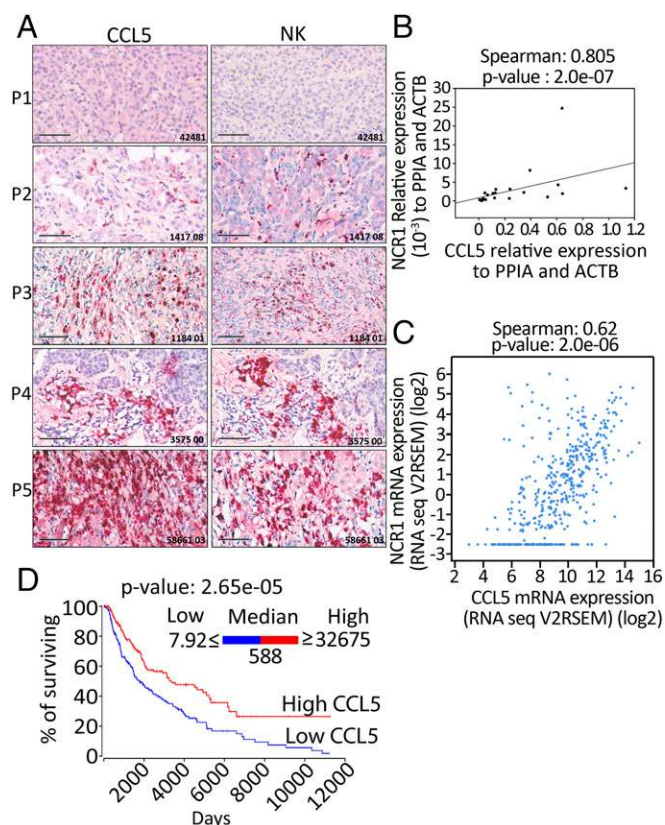 A
CCL5 NK
P1
42481 42481
P2
1417 08 1417 08
P3
1184 01 1184 01
P4
3575 00 3575 00
P5
58661 03 58661 03
B
Spearman: 0.805
p-value : 2.0e-07
NCR1 Relative expression
(10-3) to PPIA and ACTB
30
25
20
15
10
5
0
0 0.2 0.4 0.6 0.8 1.0 1.2
CCL5 relative expression
to PPIA and ACTB
C
Spearman: 0.62
p-value: 2.0e-06
NCR1 mRNA expression
(RNA seq V2RSEM) (log2)
6
5
4
3
2
1
0
-1
-2
-3
2 4 6 8 10 12 14 16
CCL5 mRNA expression
(RNA seq V2RSEM) (log2)
D
p-value: 2.65e-05
Low Median High
7.92≤ ≥32675
588
% of surviving
100
80
60
40
20
0
High CCL5
Low CCL5
2000 4000 6000 8000 10000 12000
Days